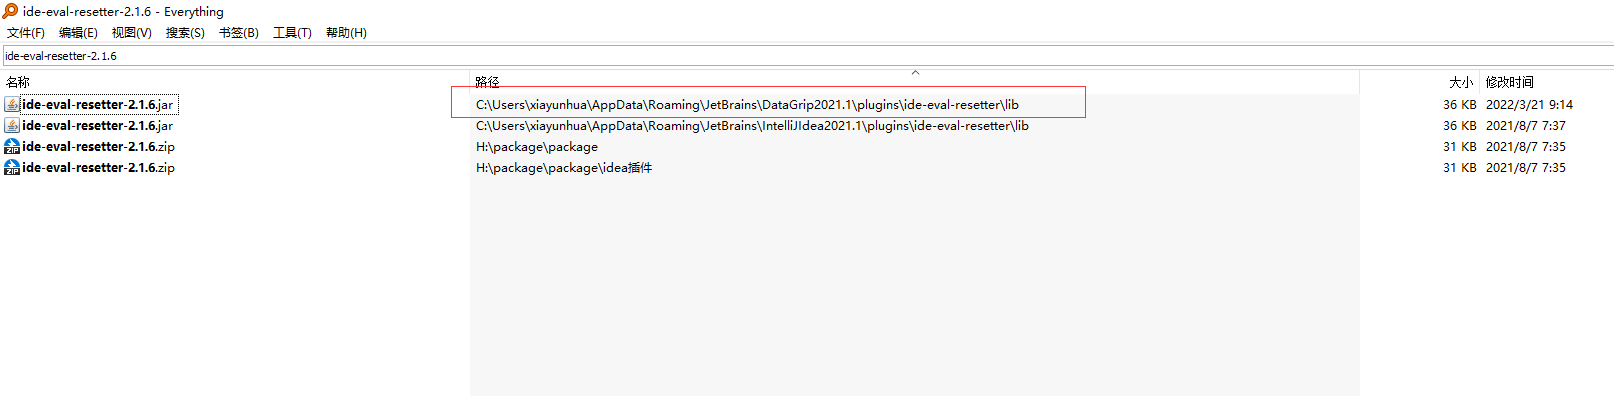 ide-eval-resetter-2.1.6 - Everything
文件(F) 编辑(E) 视图(V) 搜索(S) 书签(B) 工具(T) 帮助(H)
ide-eval-resetter-2.1.6
名称 路径 大小 修改时间
ide-eval-resetter-2.1.6.jar C:\Users\xiayunhua\AppData\Roaming\JetBrains\DataGrip2021.1\plugins\ide-eval-resetter\lib 36 KB 2022/3/21 9:14
ide-eval-resetter-2.1.6.jar C:\Users\xiayunhua\AppData\Roaming\JetBrains\IntelliJIdea2021.1\plugins\ide-eval-resetter\lib 36 KB 2021/8/7 7:37
ZIP ide-eval-resetter-2.1.6.zip H:\package\package 31 KB 2021/8/7 7:35
ZIP ide-eval-resetter-2.1.6.zip H:\package\package\idea插件 31 KB 2021/8/7 7:35